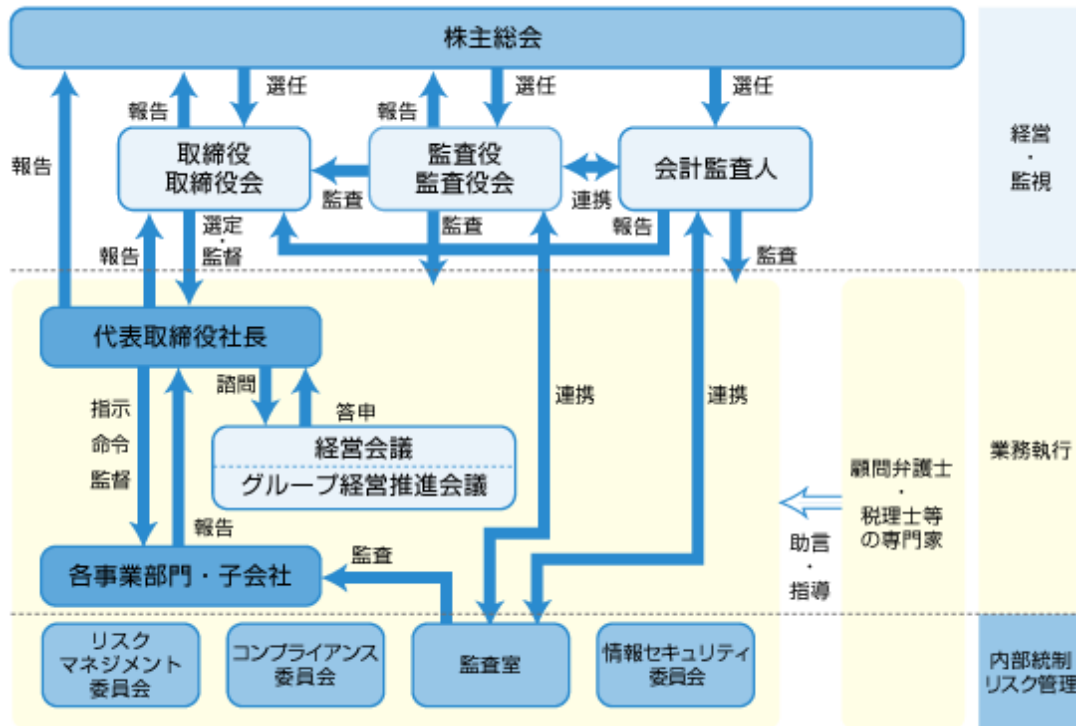 株主総会
選任
報告
選任
報告
選任
報告
取締役
取締役会
監査役
監査役会
会計監査人
監査
連携
選定・
監督
報告
監査
報告
監査
経営
・
監視
代表取締役社長
諮問
答申
指示
命令
監督
連携
連携
経営会議
グループ経営推進会議
報告
監査
各事業部門・子会社
顧問弁護士
・
税理士等
の専門家
助言
・
指導
業務執行
リスク
マネジメント
委員会
コンプライアンス
委員会
監査室
情報セキュリティ
委員会
内部統制
リスク管理